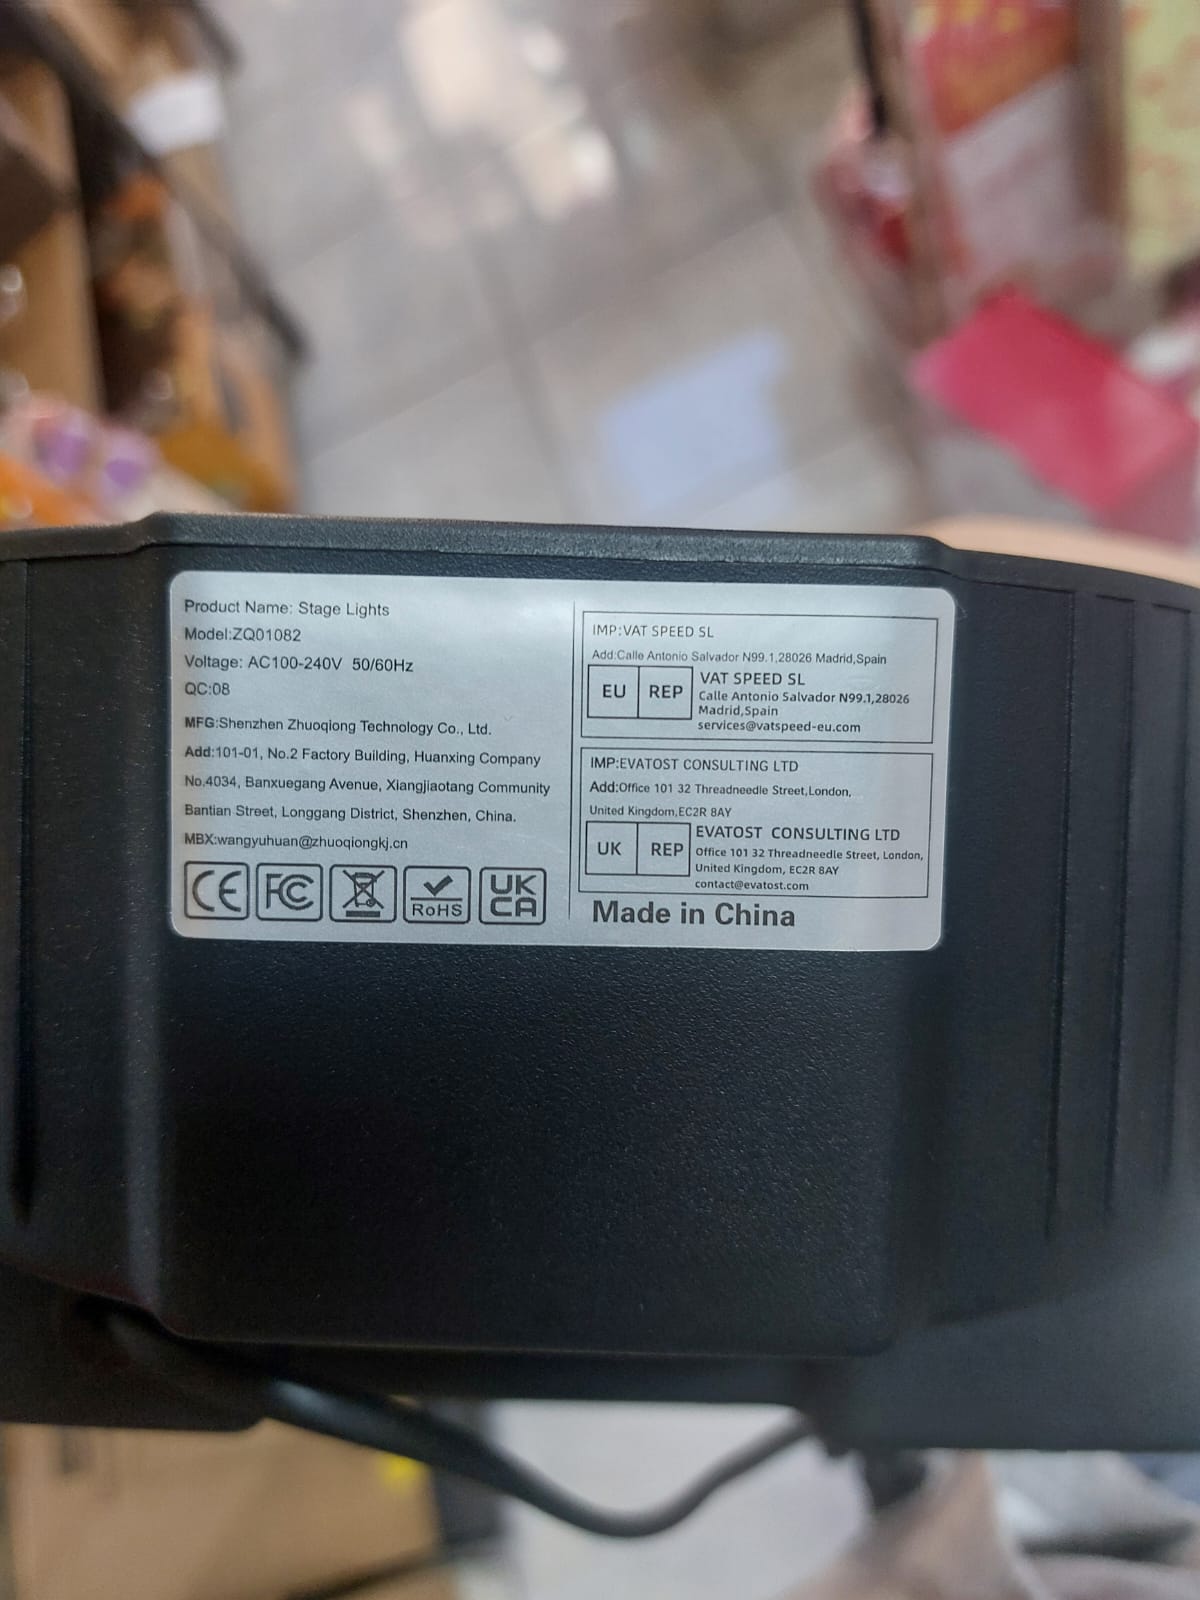 Product Name: Stage Lights
Model:ZQ01082
Voltage: AC100-240V 50/60Hz
QC:08
MFG:Shenzhen Zhuoqiong Technology Co., Ltd.
Add:101-01, No.2 Factory Building, Huanxing Company
No.4034, Banxuegang Avenue, Xiangjiaotang Community
Bantian Street, Longgang District, Shenzhen, China.
MBX:wangyuhuan@zhuoqiongkj.cn
CE
FC
RoHS
UK
CA
IMP:VAT SPEED SL
Add:Calle Antonio Salvador N99.1,28026 Madrid,Spain
EU REP
VAT SPEED SL
Calle Antonio Salvador N99.1,28026
Madrid,Spain
services@vatspeed-eu.com
IMP:EVATOST CONSULTING LTD
Add:Office 101 32 Threadneedle Street,London,
United Kingdom,EC2R 8AY
UK REP
EVATOST CONSULTING LTD
Office 101 32 Threadneedle Street, London,
United Kingdom, EC2R 8AY
contact@evatost.com
Made in China